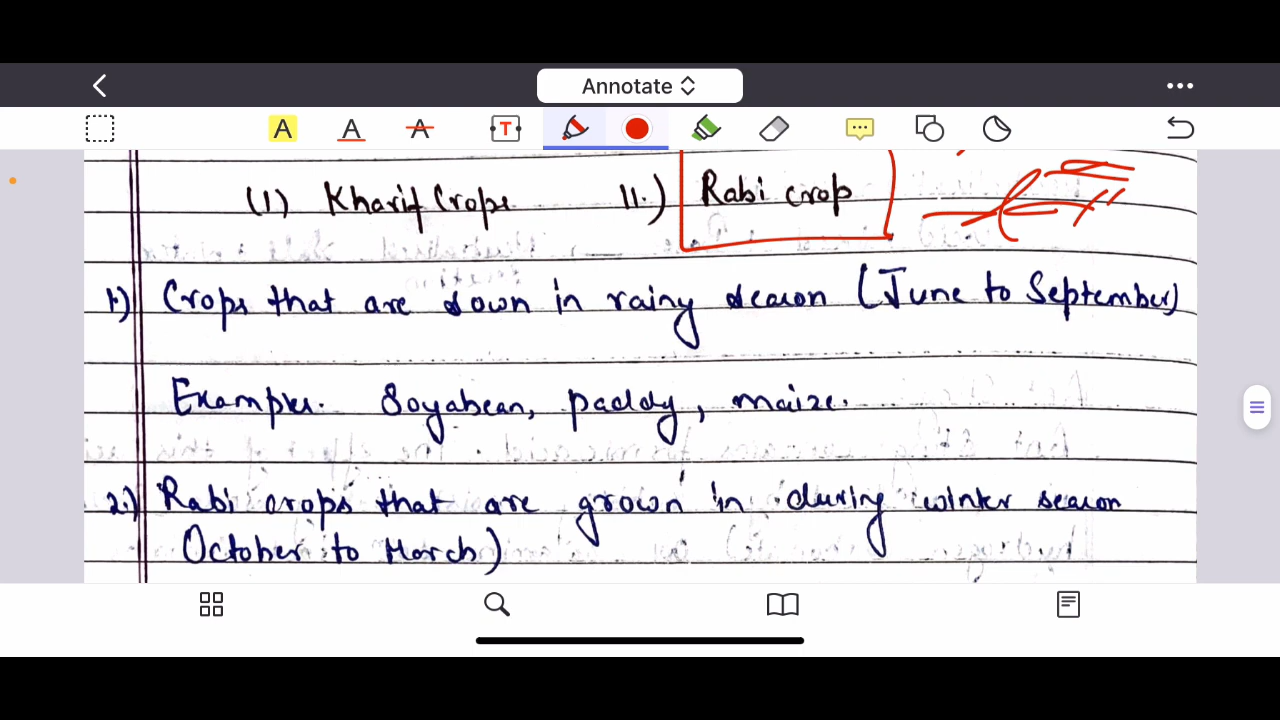 Annotate
A A A T
(1) Kharif Crops 11.) Rabi crop
1.) Crops that are sown in rainy season (June to September)
Examples. Soyabean, paddy, maize.
2.) Rabi crops that are grown in during winter season
October to March)